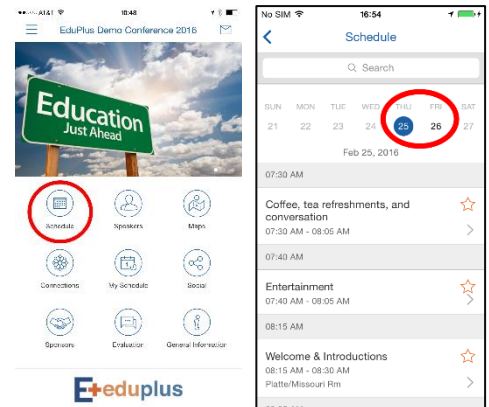 AT&T 10:48
EduPlus Demo Conference 2016
Education
Just Ahead
Schedule Speakers Maps
Connections My Schedule Social
Sponsors Evaluation General Information
E+eduplus
No SIM 16:54
Schedule
Search
SUN MON TUE WED THU FRI SAT
21 22 23 24 25 26 27
Feb 25, 2016
07:30 AM
Coffee, tea refreshments, and
conversation
07:30 AM - 08:05 AM
07:40 AM
Entertainment
07:40 AM - 08:05 AM
08:15 AM
Welcome & Introductions
08:15 AM - 08:30 AM
Platte/Missouri Rm